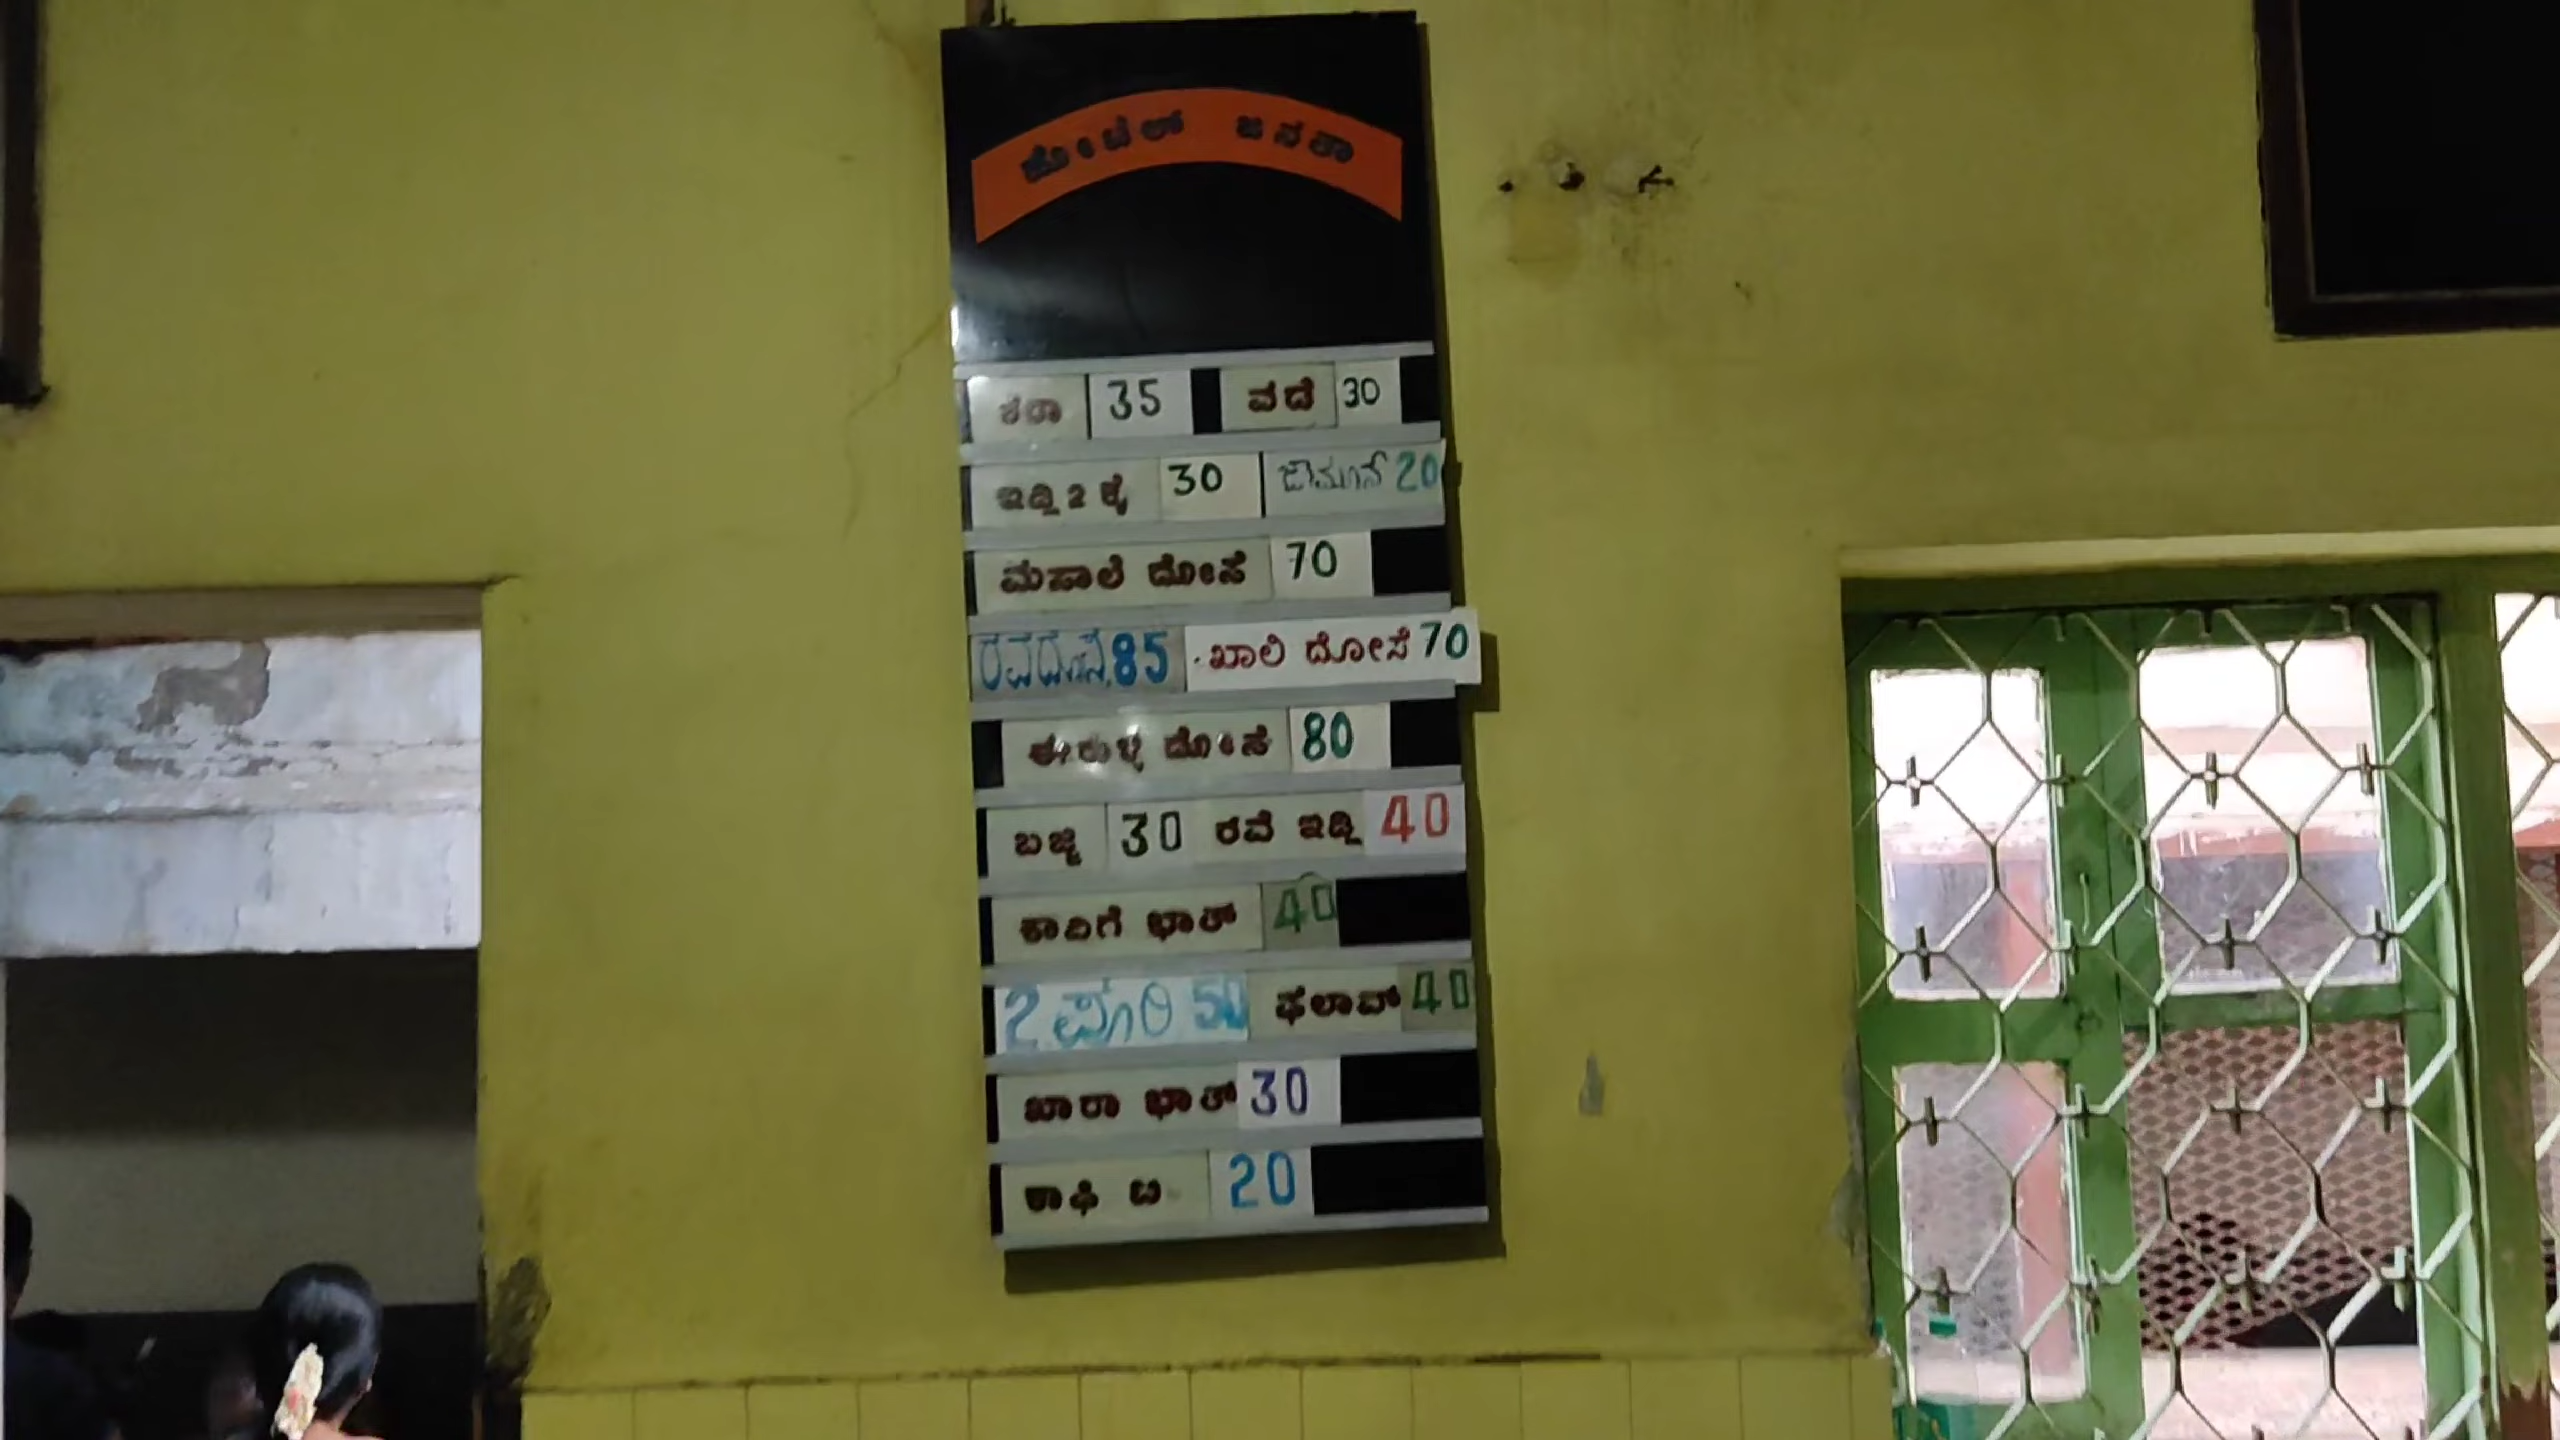 ಹೋಟೆಲ್ ಜನತಾ
ಶಿರಾ 35 ವಡೆ 30
ಇಡ್ಲಿ 2 ಕ್ಕೆ 30 ಜಾಮೂನ್ 20
ಮಸಾಲೆ ದೋಸೆ 70
ರವದೋಸೆ 85 ಖಾಲಿ ದೋಸೆ 70
ಈರುಳ್ಳಿ ದೋಸೆ 80
ಬಜ್ಜಿ 30 ರವೆ ಇಡ್ಲಿ 40
ಶಾವಿಗೆ ಭಾತ್ 40
2 ಪೂರಿ 50 ಫಲಾವ್ 40
ಖಾರಾ ಭಾತ್ 30
ಕಾಫಿ ಟೀ 20